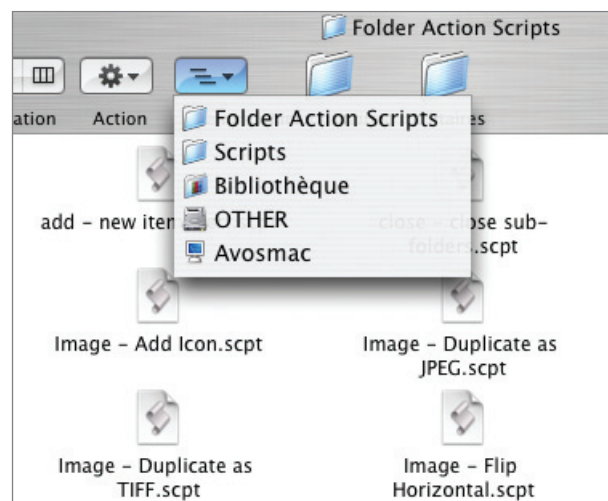 Folder Action Scripts
ation Action
Folder Action Scripts
Scripts
Bibliothèque
OTHER
Avosmac
add – new item
close – close sub-
folders.scpt
Image – Add Icon.scpt
Image – Duplicate as
JPEG.scpt
Image – Duplicate as
TIFF.scpt
Image – Flip
Horizontal.scpt